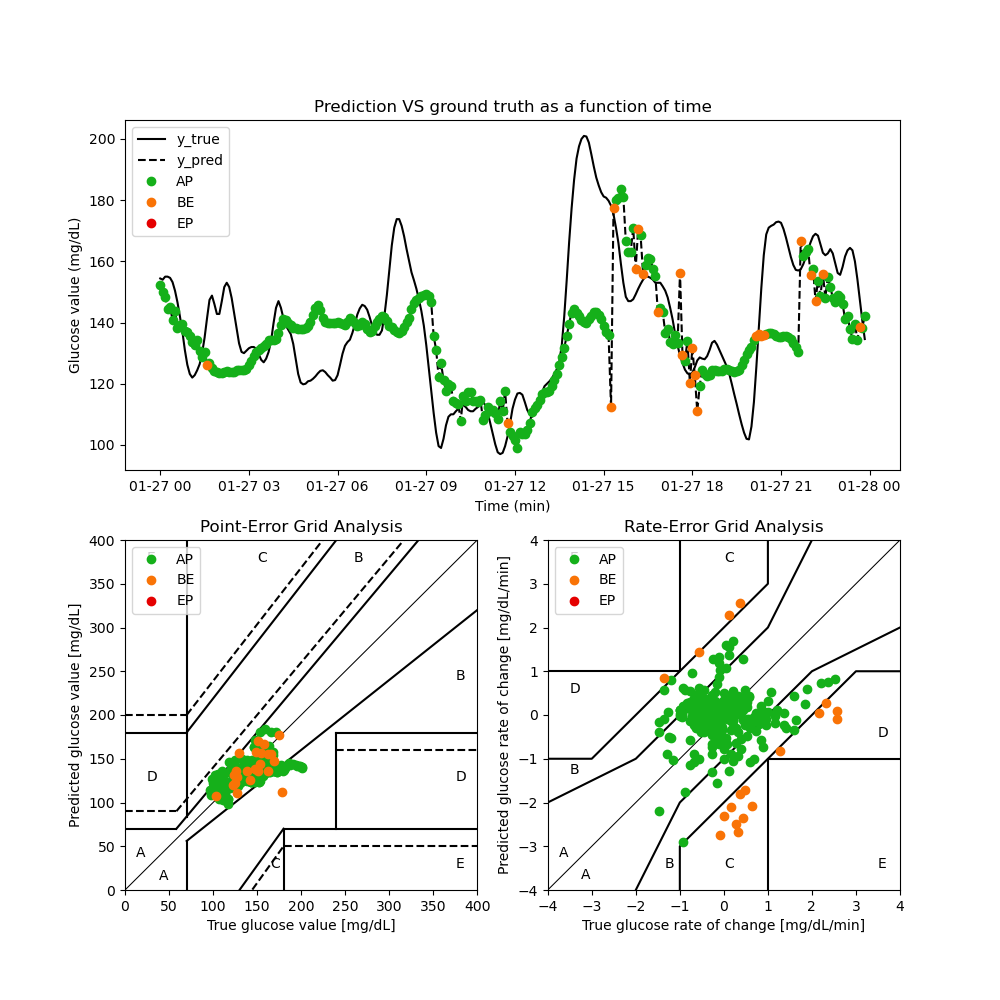 Prediction VS ground truth as a function of time
Glucose value (mg/dL)
200
180
160
140
120
100
y_true
y_pred
AP
BE
EP
01-27 00 01-27 03 01-27 06 01-27 09 01-27 12 01-27 15 01-27 18 01-27 21 01-28 00
Time (min)
Point-Error Grid Analysis
Predicted glucose value [mg/dL]
400
350
300
250
200
150
100
50
0
AP
BE
EP
C
B
B
D
D
A
A
C
E
0 50 100 150 200 250 300 350 400
True glucose value [mg/dL]
Rate-Error Grid Analysis
Predicted glucose rate of change [mg/dL/min]
4
3
2
1
0
−1
−2
−3
−4
AP
BE
EP
C
D
D
B
A
A
B
C
E
−4 −3 −2 −1 0 1 2 3 4
True glucose rate of change [mg/dL/min]